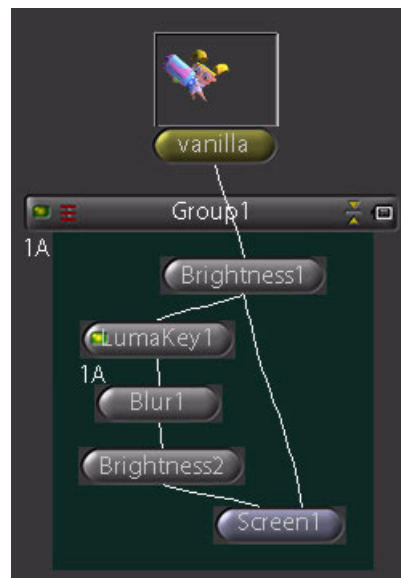 vanilla
Group1
1A
Brightness1
LumaKey1
1A
Blur1
Brightness2
Screen1